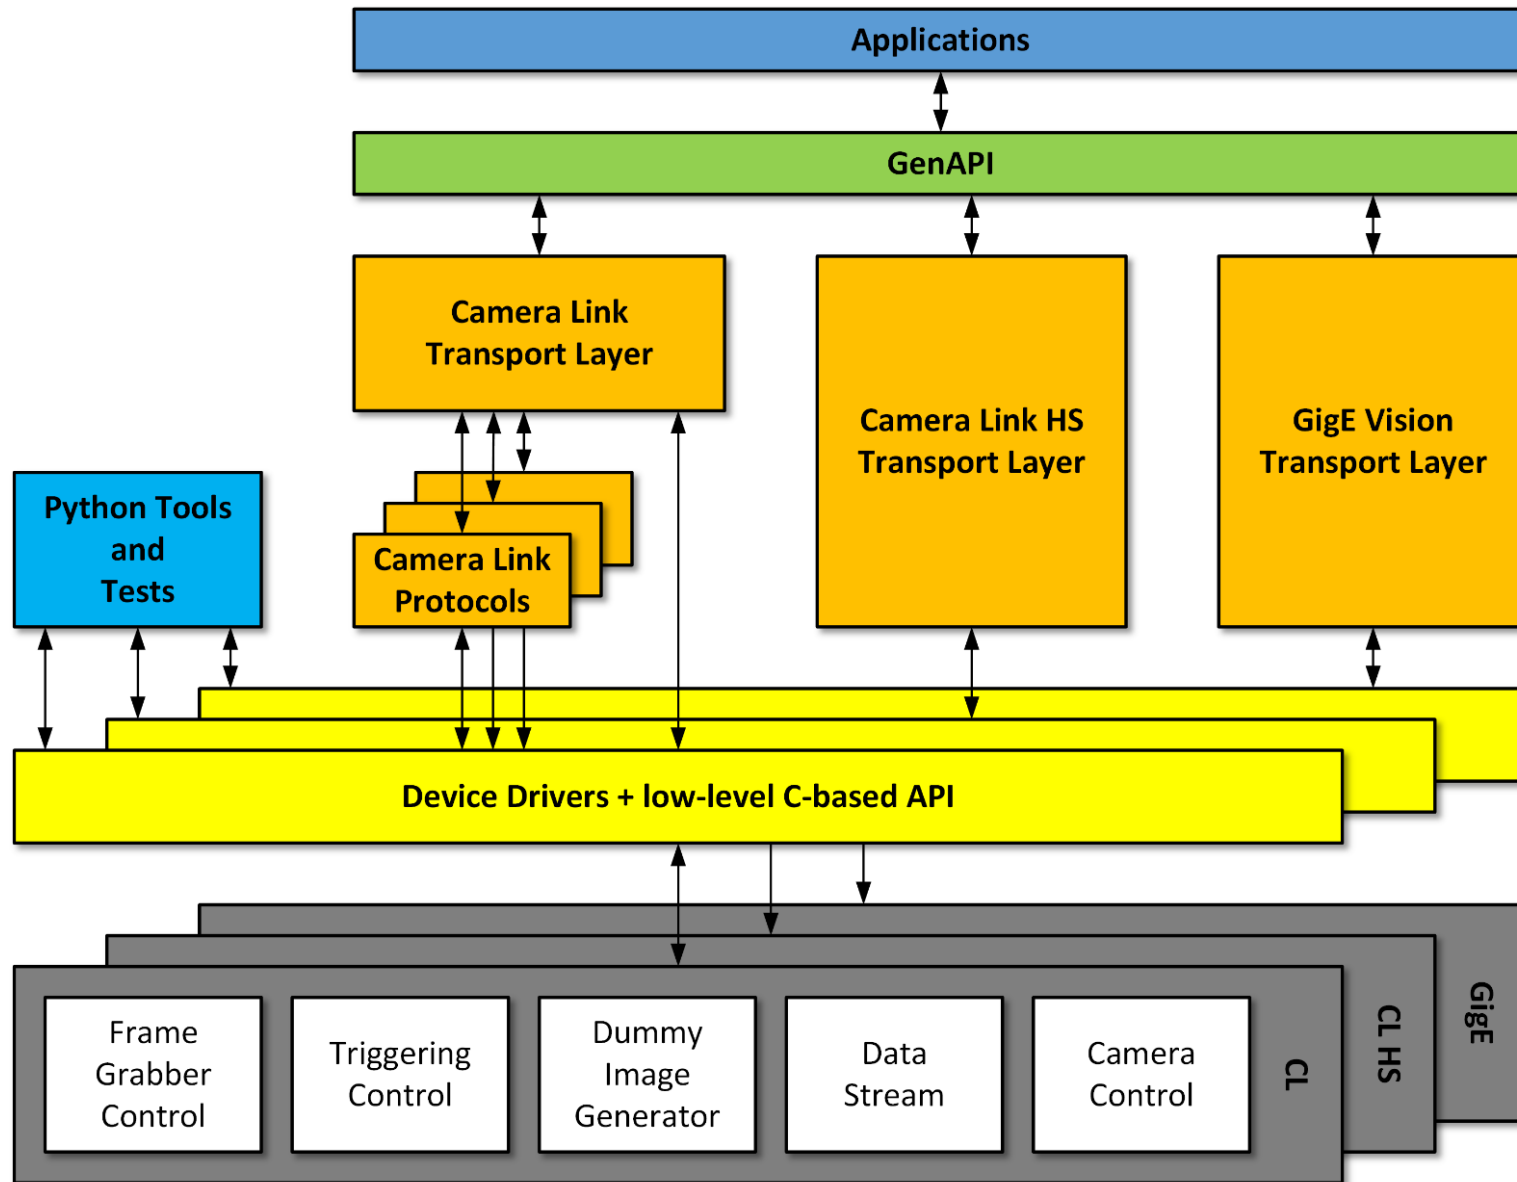 Applications
GenAPI
Camera Link
Transport Layer
Camera Link HS
Transport Layer
GigE Vision
Transport Layer
Python Tools
and
Tests
Camera Link
Protocols
Device Drivers + low-level C-based API
Frame
Grabber
Control
Triggering
Control
Dummy
Image
Generator
Data
Stream
Camera
Control
CL
CL HS
GigE